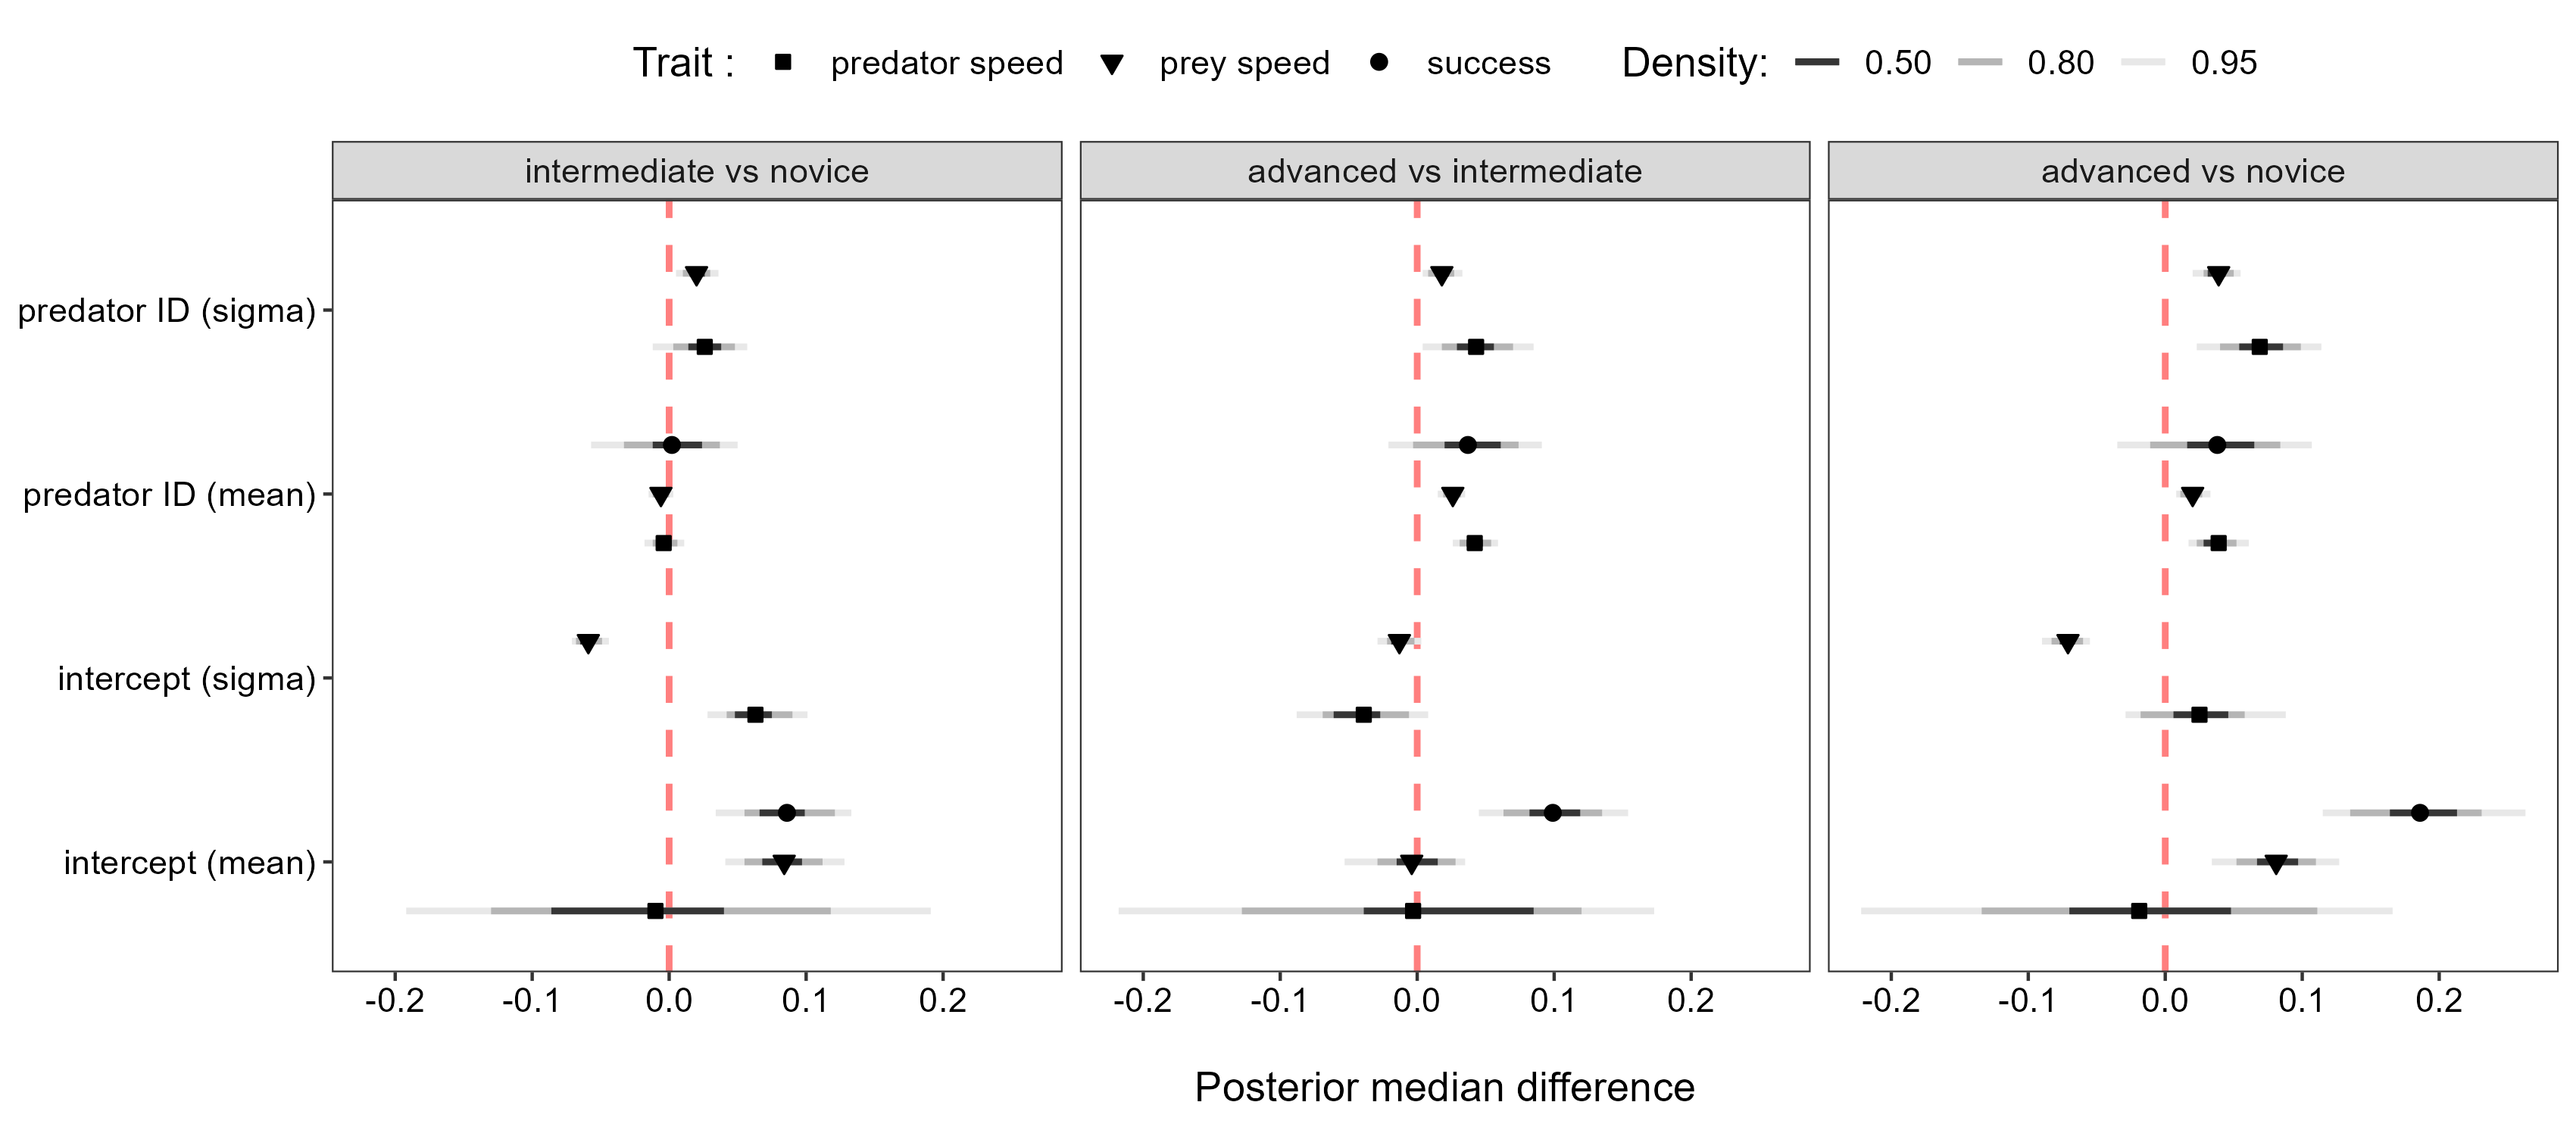 Trait : predator speed prey speed success Density: 0.50 0.80 0.95
intermediate vs novice advanced vs intermediate advanced vs novice
predator ID (sigma)
predator ID (mean)
intercept (sigma)
intercept (mean)
-0.2 -0.1 0.0 0.1 0.2 -0.2 -0.1 0.0 0.1 0.2 -0.2 -0.1 0.0 0.1 0.2
Posterior median difference